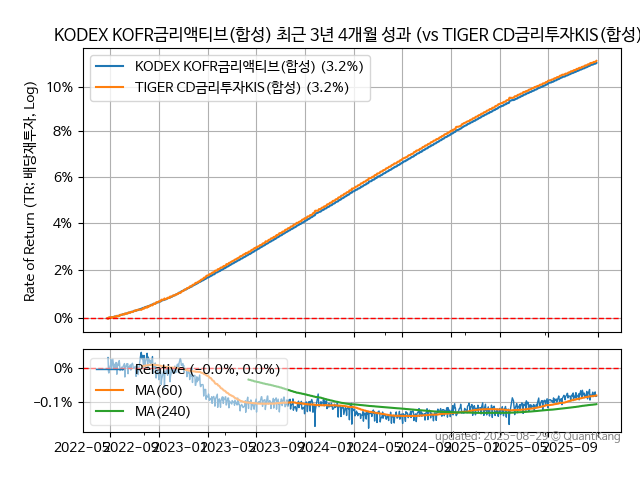 KODEX KOFR금리액티브(합성) 최근 3년 4개월 성과 (vs TIGER CD금리투자KIS(합성)
KODEX KOFR금리액티브(합성) (3.2%)
TIGER CD금리투자KIS(합성) (3.2%)
Rate of Return (TR: 배당재투자, Log)
10%
8%
6%
4%
2%
0%
Relative (−0.0%, 0.0%)
MA(60)
MA(240)
0%
−0.1%
updated: 2025-08-29 © QuantKang
2022-05 2022-09 2023-01 2023-05 2023-09 2024-01 2024-05 2024-09 2025-01 2025-05 2025-09